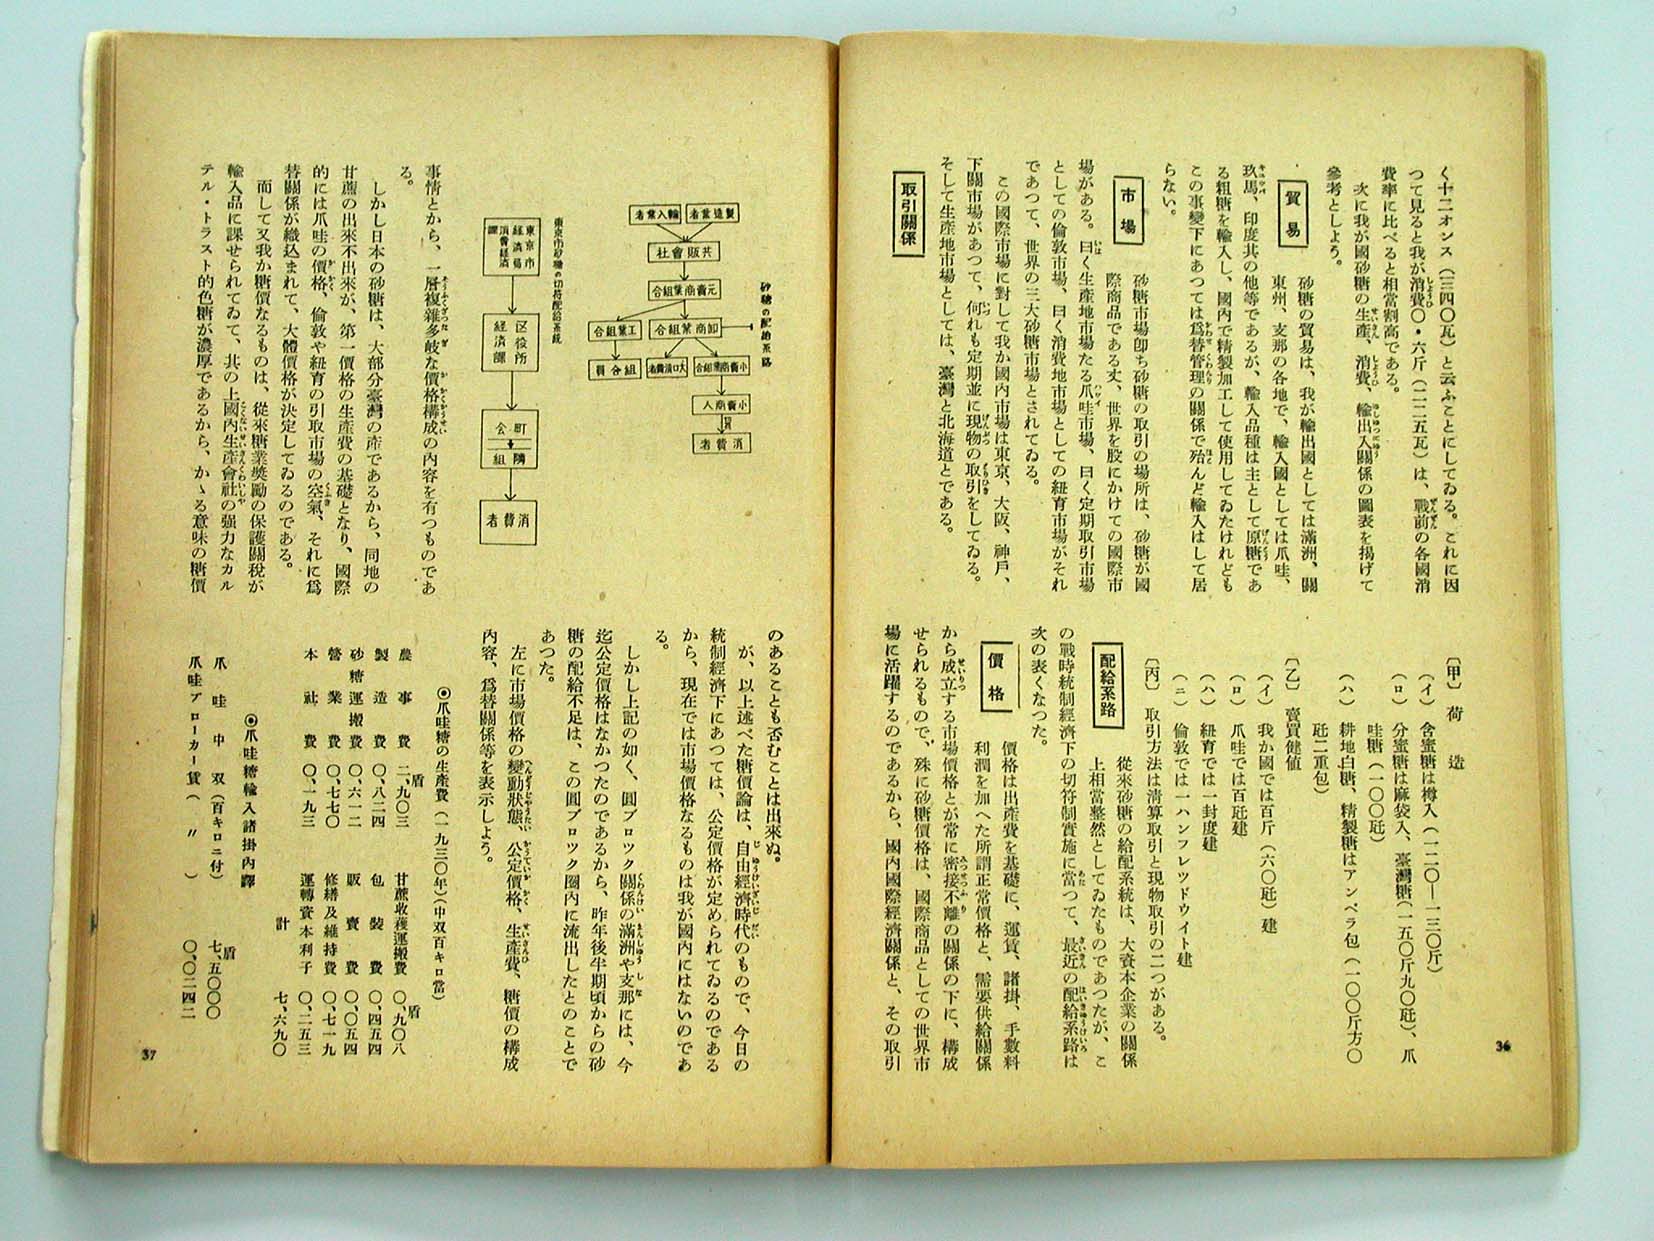 く十二オンス(三四〇瓦)と云ふことにしてゐる。これに因
つて見ると我が消費〇・六斤(二二五瓦)は、戰前の各國消
費率に比べると相當割高である。
次に我が國砂糖の生産、消費、輸出入關係の圖表を揭げて
參考としよう。
貿易
砂糖の貿易は、我が輸出國としては滿洲、關
東州、支那の各地で、輸入國としては爪哇、
玖馬、印度其の他等であるが、輸入品種は主として原糖であ
る粗糖を輸入し、國內で精製加工して使用してゐたけれども
この事變下にあつては爲替管理の關係で殆んど輸入はして居
らない。
市場
砂糖市場卽ち砂糖の取引の場所は、砂糖が國
際商品である丈、世界を股にかけての國際市
場がある。曰く生産地市場たる爪哇市場、曰く定期取引市場
としての倫敦市場、曰く消費地市場としての紐育市場がそれ
であつて、世界の三大砂糖市場とされてゐる。
この國際市場に對して我か國內市場は東京、大阪、神戶、
下關市場があつて、何れも定期並に現物の取引をしてゐる。
そして生産地市場としては、臺灣と北海道とである。
取引關係
〔甲〕荷造
(イ) 含蜜糖は樽入(一二〇—一三〇斤)
(ロ) 分蜜糖は麻袋入、臺灣糖(一五〇斤九〇瓩)、爪
哇糖(一〇〇瓩)
(ハ) 耕地白糖、精製糖はアンペラ包(一〇〇斤方〇
瓩二重包)
〔乙〕賣買健値
(イ) 我か國では百斤(六〇瓩)建
(ロ) 爪哇では百瓩建
(ハ) 紐育では一封度建
(ニ) 倫敦では一ハンフレツドウイト建
〔丙〕取引方法は淸算取引と現物取引の二つがある。
配給系路
從來砂糖の給配系統は、大資本企業の關係
上相當整然としてゐたものであつたが、こ
の戰時統制經濟下の切符制實施に當つて、最近の配給系路は
次の表くなつた。
價格
價格は出產費を基礎に、運賃、諸掛、手數料
利潤を加へた所謂正常價格と、需要供給關係
から成立する市場價格とが常に密接不離の關係の下に、構成
せられるもので、殊に砂糖價格は、國際商品としての世界市
場に活躍するのであるから、國內國際經濟關係と、その取引
36
砂糖の配給系路
製造業者
輸入業者
共販會社
元賣商業組合
卸商業組合
工業組合
小賣商業組合
大口消費者
組合員
小賣商人
買
消費者
東京市砂糖の切符配給系統
東京市經濟局消費經濟課
区役所経済課
町会
隣組
消費者
事情とから、一層複雜多岐な價格構成の內容を有つものであ
る。
しかし日本の砂糖は、大部分臺灣の產であるから、同地の
甘蔗の出來不出來が、第一價格の生產費の基礎となり、國際
的には爪哇の價格、倫敦や紐育の引取市場の空氣、それに爲
替關係が織込まれて、大體價格が決定してゐるのである。
而して又我か糖價なるものは、從來糖業獎勵の保護關稅が
輸入品に課せられてゐて、其の上國內生產會社の强力なカル
テル・トラスト的色糖が濃厚であるから、かゝる意味の糖價
のあることも否むことは出來ぬ。
が、以上述べた糖價論は、自由經濟時代のもので、今日の
統制經濟下にあつては、公定價格が定められてゐるのである
から、現在では市場價格なるものは我が國內にはないのであ
る。
しかし上記の如く、圓ブロツク關係の滿洲や支那には、今
迄公定價格はなかつたのであるから、昨年後半期頃からの砂
糖の配給不足は、この圓ブロツク圈內に流出したとのことで
あつた。
左に市場價格の變動狀態、公定價格、生產費、糖價の構成
內容、爲替關係等を表示しよう。
◎爪哇糖の生產費(一九三〇年)(中双百キロ當)
農事費 二、九〇三盾 甘蔗收穫運搬費 〇、九〇八盾
製造費 〇、八二四 包裝費 〇、四五四
砂糖運搬費 〇、六一二 販賣費 〇、〇五四
營業費 〇、七七〇 修繕及維持費 〇、七一九
本社費 〇、一九三 運轉資本利子 〇、二五三
計 七、六九〇
◎爪哇糖輸入諸掛內譯
爪哇中双(百キロニ付) 七、五〇〇〇盾
爪哇ブローカー賃(〃) 〇、〇二四二
37